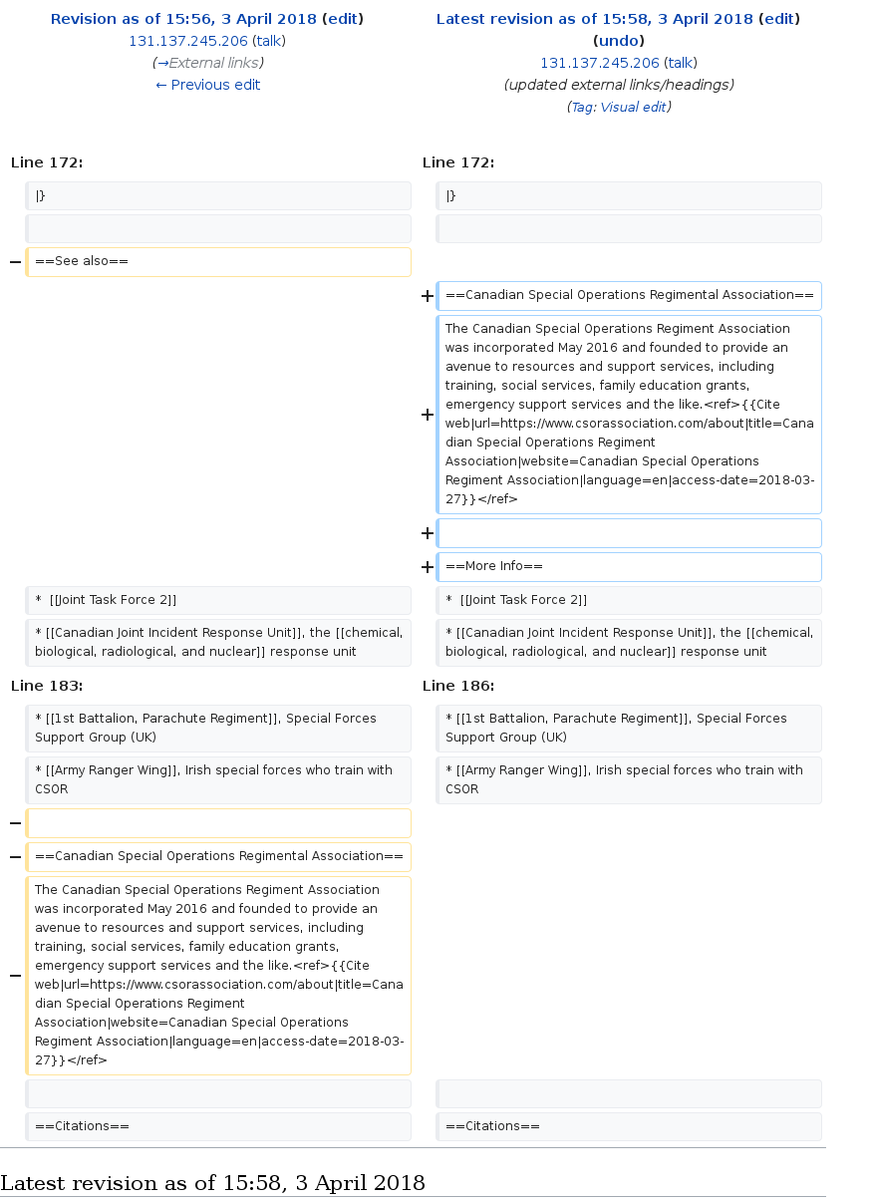 Revision as of 15:56, 3 April 2018 (edit)
131.137.245.206 (talk)
(→External links)
← Previous edit
Latest revision as of 15:58, 3 April 2018 (edit)
(undo)
131.137.245.206 (talk)
(updated external links/headings)
(Tag: Visual edit)
Line 172:
Line 172:
|}
|}
− ==See also==
+ ==Canadian Special Operations Regimental Association==
The Canadian Special Operations Regiment Association
was incorporated May 2016 and founded to provide an
avenue to resources and support services, including
training, social services, family education grants,
+ emergency support services and the like.<ref>{{Cite
web|url=https://www.csorassociation.com/about|title=Cana
dian Special Operations Regiment
Association|website=Canadian Special Operations
Regiment Association|language=en|access-date=2018-03-
27}}</ref>
+
+ ==More Info==
* [[Joint Task Force 2]]
* [[Joint Task Force 2]]
* [[Canadian Joint Incident Response Unit]], the [[chemical,
biological, radiological, and nuclear]] response unit
* [[Canadian Joint Incident Response Unit]], the [[chemical,
biological, radiological, and nuclear]] response unit
Line 183:
Line 186:
* [[1st Battalion, Parachute Regiment]], Special Forces
Support Group (UK)
* [[1st Battalion, Parachute Regiment]], Special Forces
Support Group (UK)
* [[Army Ranger Wing]], Irish special forces who train with
CSOR
* [[Army Ranger Wing]], Irish special forces who train with
CSOR
−
− ==Canadian Special Operations Regimental Association==
The Canadian Special Operations Regiment Association
was incorporated May 2016 and founded to provide an
avenue to resources and support services, including
training, social services, family education grants,
emergency support services and the like.<ref>{{Cite
− web|url=https://www.csorassociation.com/about|title=Cana
dian Special Operations Regiment
Association|website=Canadian Special Operations
Regiment Association|language=en|access-date=2018-03-
27}}</ref>
==Citations==
==Citations==
Latest revision as of 15:58, 3 April 2018